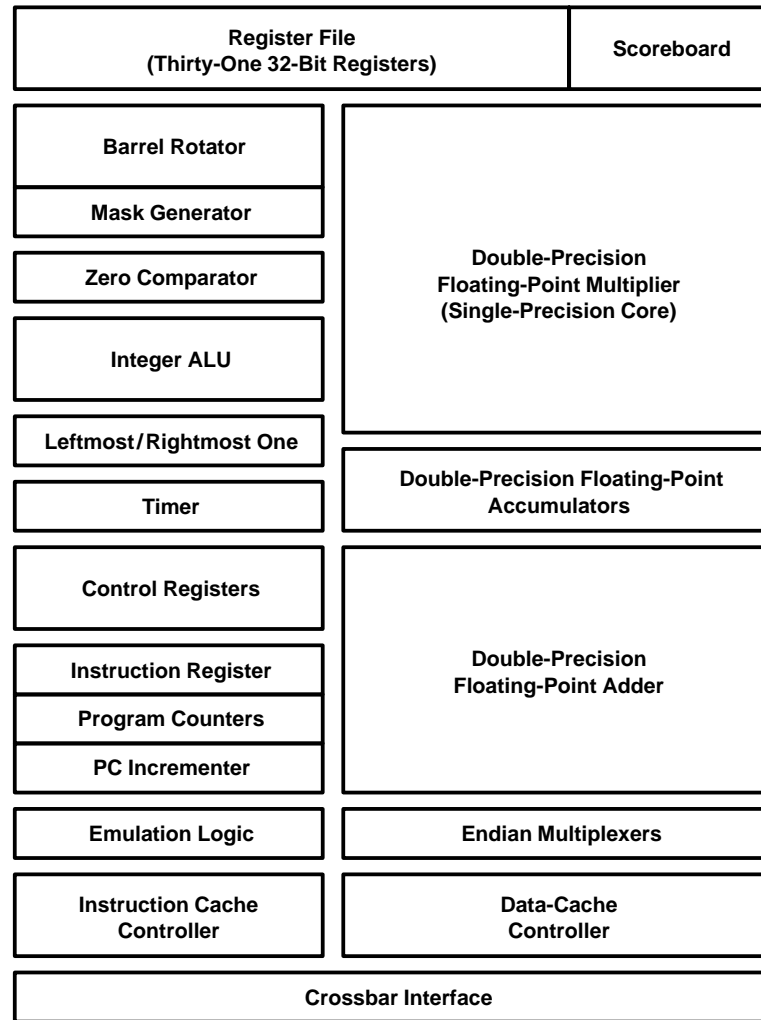 Register File
(Thirty-One 32-Bit Registers)
Scoreboard
Barrel Rotator
Mask Generator
Zero Comparator
Integer ALU
Leftmost/Rightmost One
Timer
Control Registers
Instruction Register
Program Counters
PC Incrementer
Emulation Logic
Instruction Cache
Controller
Double-Precision
Floating-Point Multiplier
(Single-Precision Core)
Double-Precision Floating-Point
Accumulators
Double-Precision
Floating-Point Adder
Endian Multiplexers
Data-Cache
Controller
Crossbar Interface